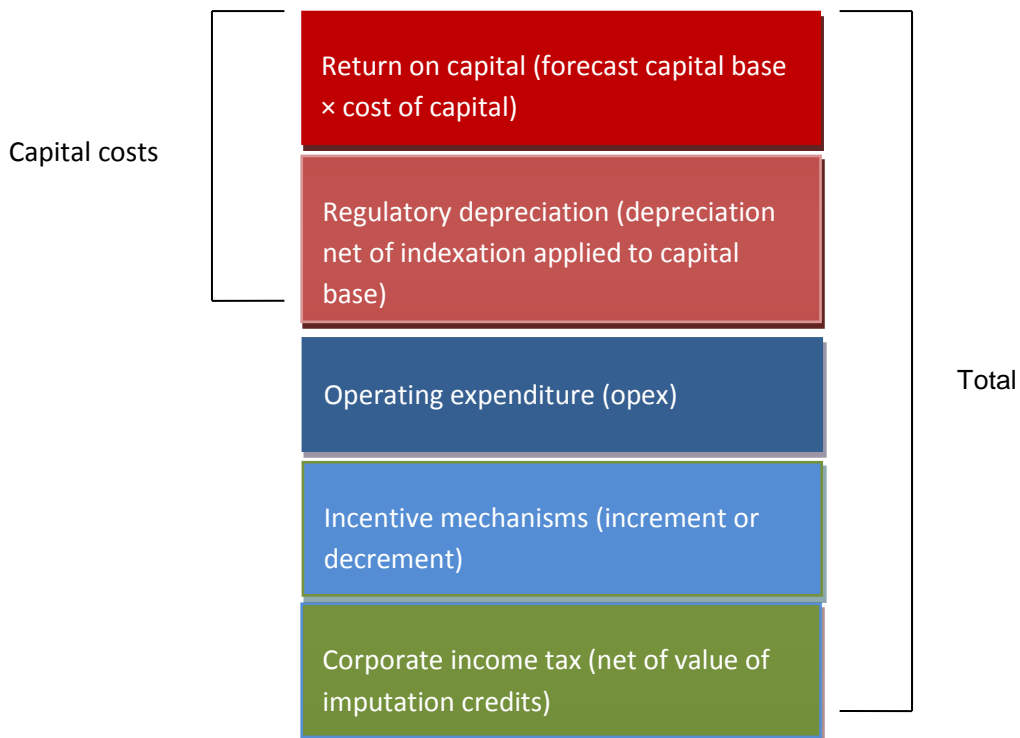 Return on capital (forecast capital base
× cost of capital)
Capital costs
Regulatory depreciation (depreciation
net of indexation applied to capital
base)
Operating expenditure (opex)
Total
Incentive mechanisms (increment or
decrement)
Corporate income tax (net of value of
imputation credits)